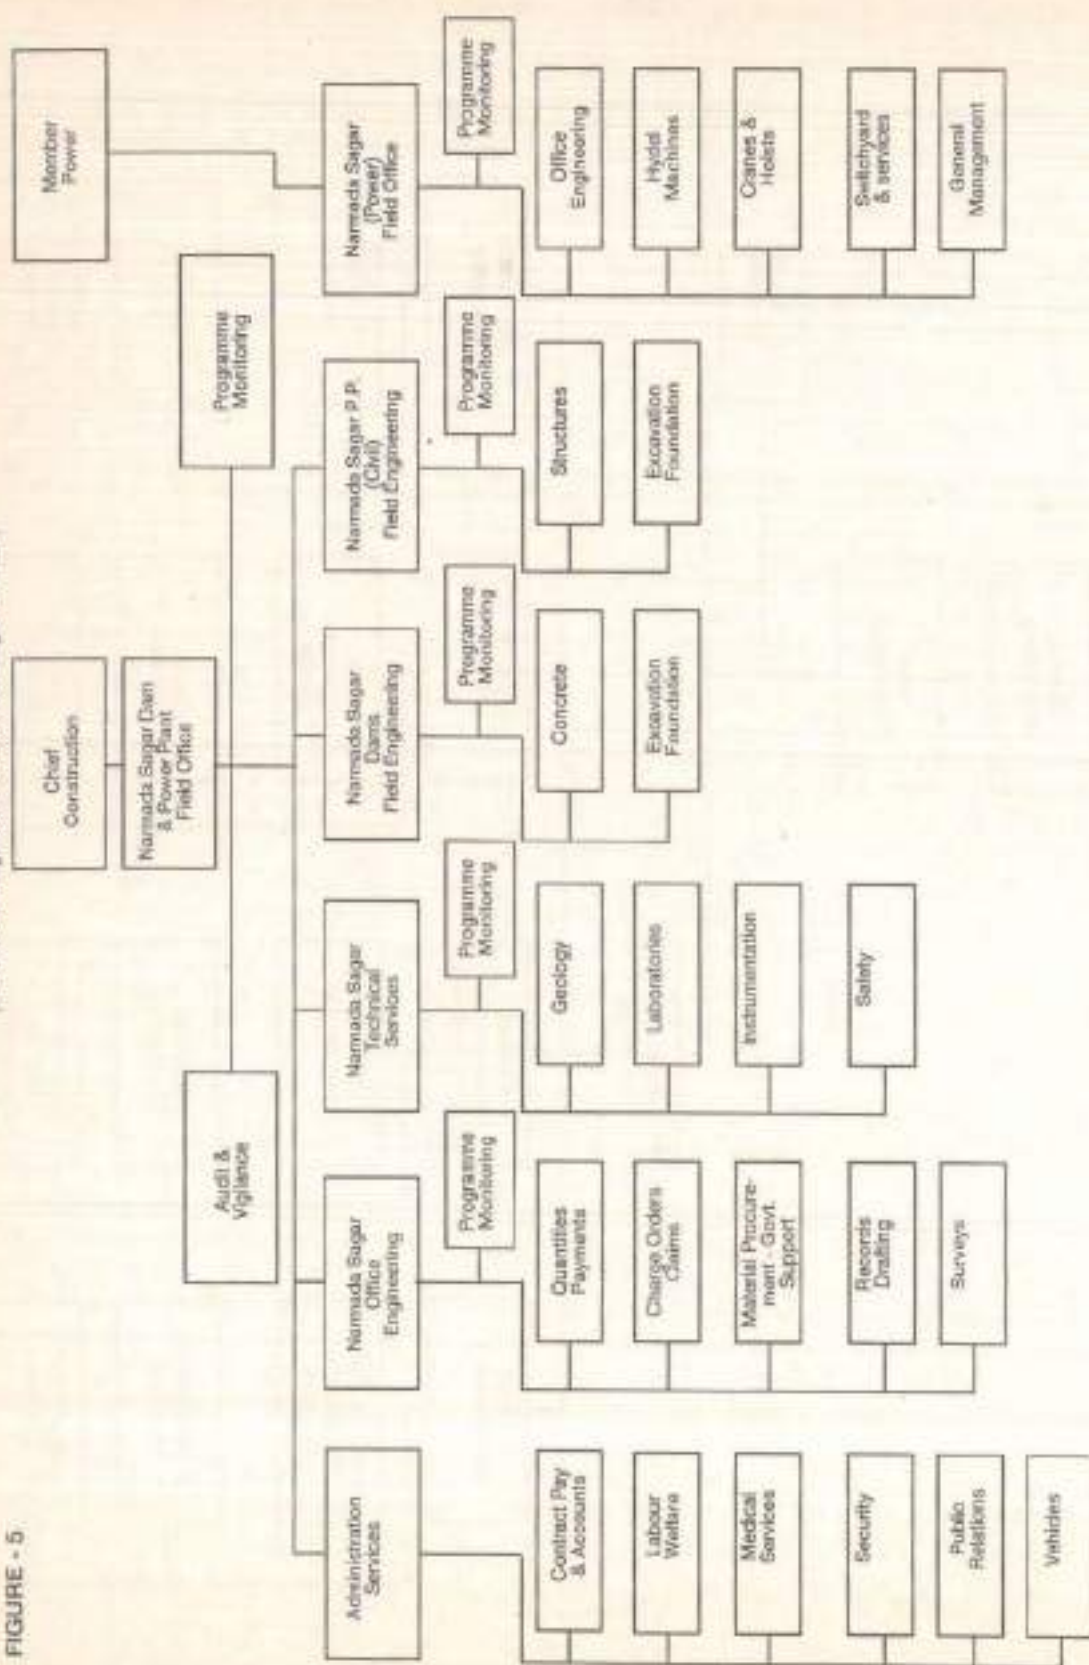 FIGURE - 5
Chief
Construction
Member
Power
Narmada Sagar Dam
& Power Plant
Field Office
Audit &
Vigilance
Programme
Monitoring
Administration
Services
Narmada Sagar
Office
Engineering
Narmada Sagar
Technical
Services
Narmada Sagar
Dams
Field Engineering
Narmada Sagar P.P.
(Civil)
Field Engineering
Narmada Sagar
(Power)
Field Office
Programme
Monitoring
Programme
Monitoring
Programme
Monitoring
Programme
Monitoring
Programme
Monitoring
Contract Pay
& Accounts
Labour
Welfare
Medical
Services
Security
Public
Relations
Vehicles
Quantities
Payments
Change Orders
Claims
Material Procure-
ment - Govt.
Support
Records
Drafting
Surveys
Geology
Laboratories
Instrumentation
Safety
Concrete
Excavation
Foundation
Structures
Excavation
Foundation
Office
Engineering
Hydel
Machines
Cranes &
Hoists
Switchyard
& services
General
Management